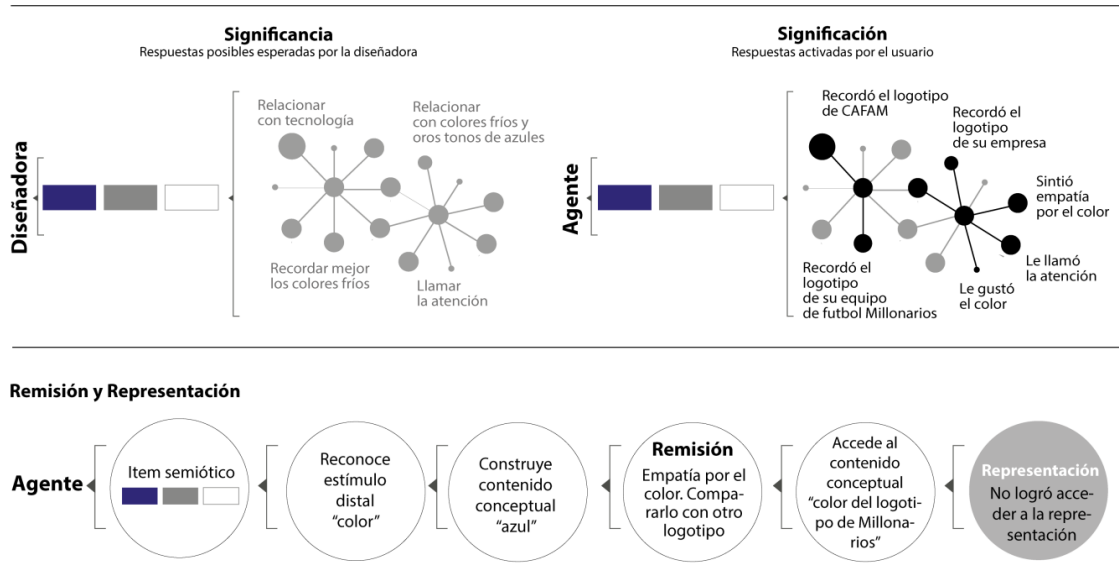 Significancia
Respuestas posibles esperadas por la diseñadora
Diseñadora
Relacionar
con tecnología
Relacionar
con colores fríos y
oros tonos de azules
Recordar mejor
los colores fríos
Llamar
la atención
Significación
Respuestas activadas por el usuario
Agente
Recordó el logotipo
de CAFAM
Recordó el
logotipo
de su empresa
Sintió
empatía
por el color
Le llamó
la atención
Le gustó
el color
Recordó el
logotipo
de su equipo
de futbol Millonarios
Remisión y Representación
Agente
Item semiótico
Reconoce
estímulo
distal
“color”
Construye
contenido
conceptual
“azul”
Remisión
Empatía por el
color. Compa-
rarlo con otro
logotipo
Accede al
contenido
conceptual
“color del logoti-
po de Millona-
rios”
Representación
No logró acce-
der a la repre-
sentación